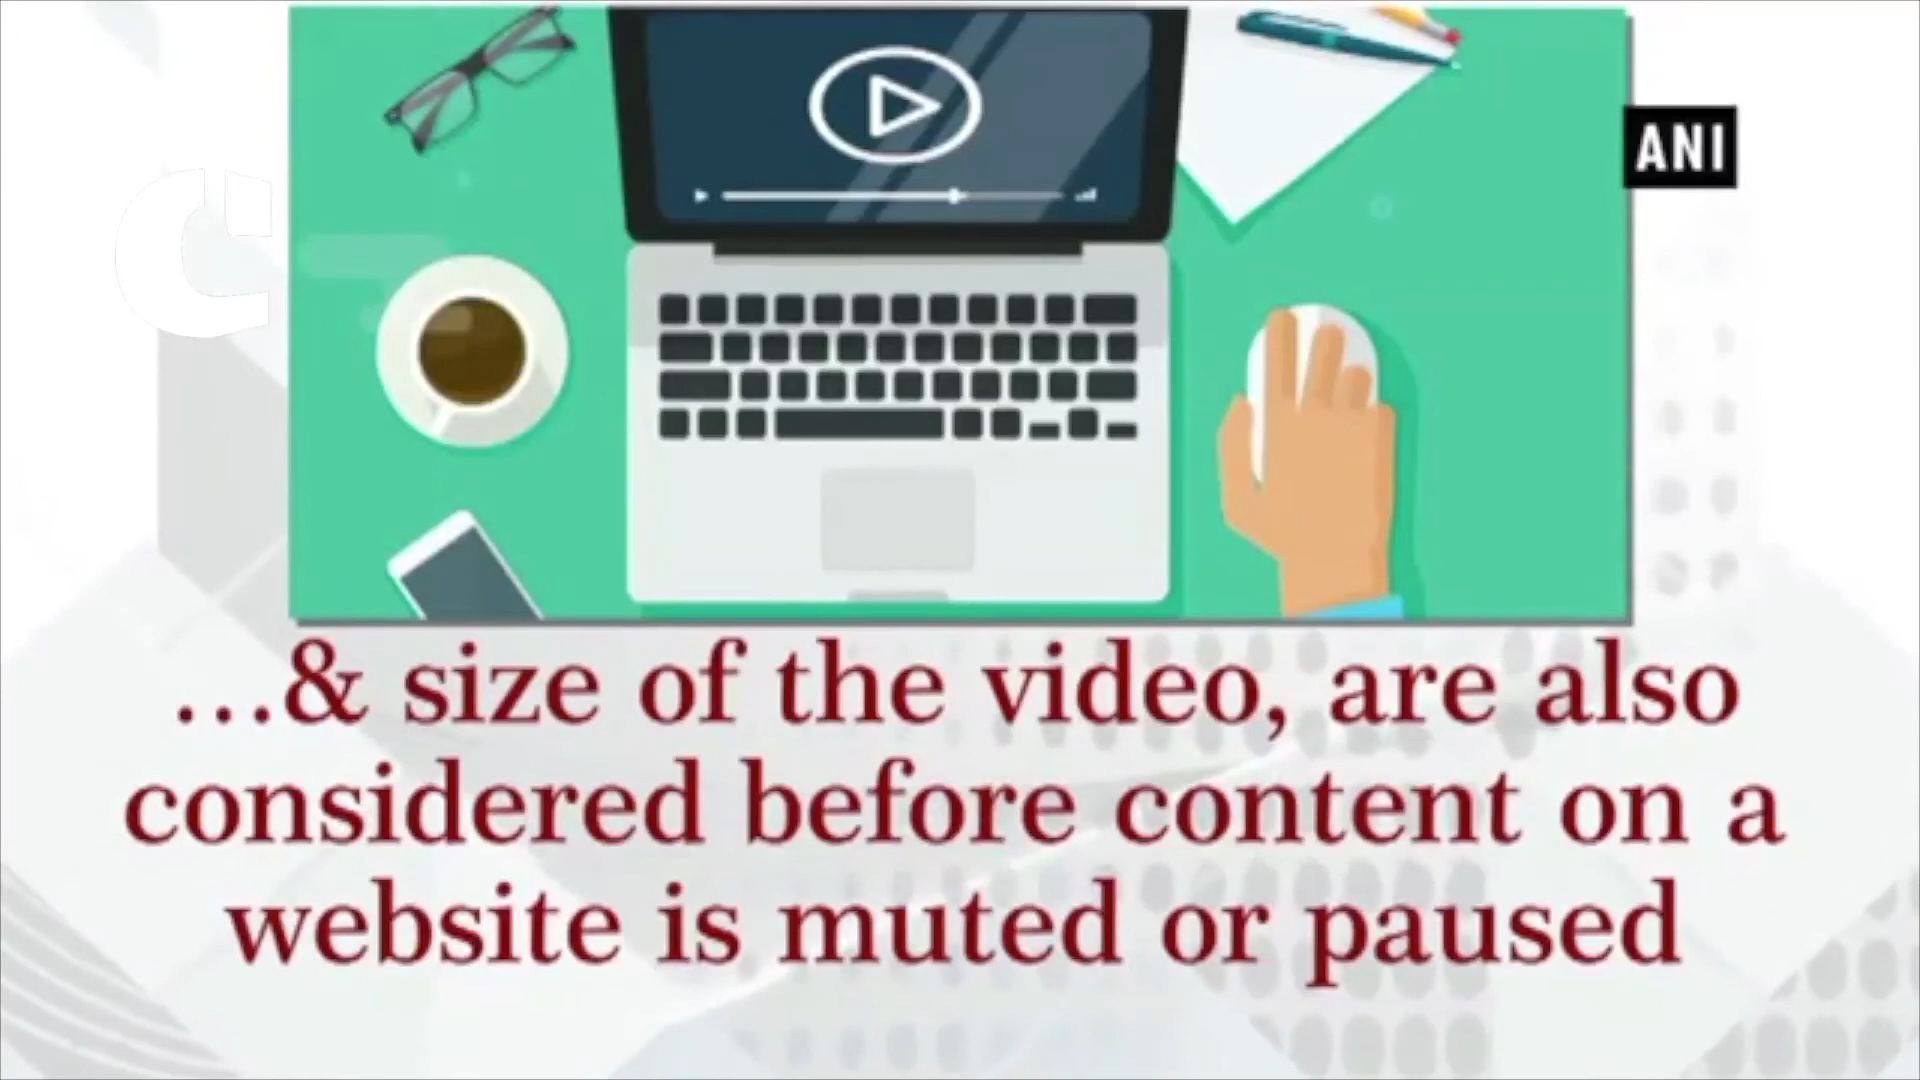 ANI
...& size of the video, are also
considered before content on a
website is muted or paused